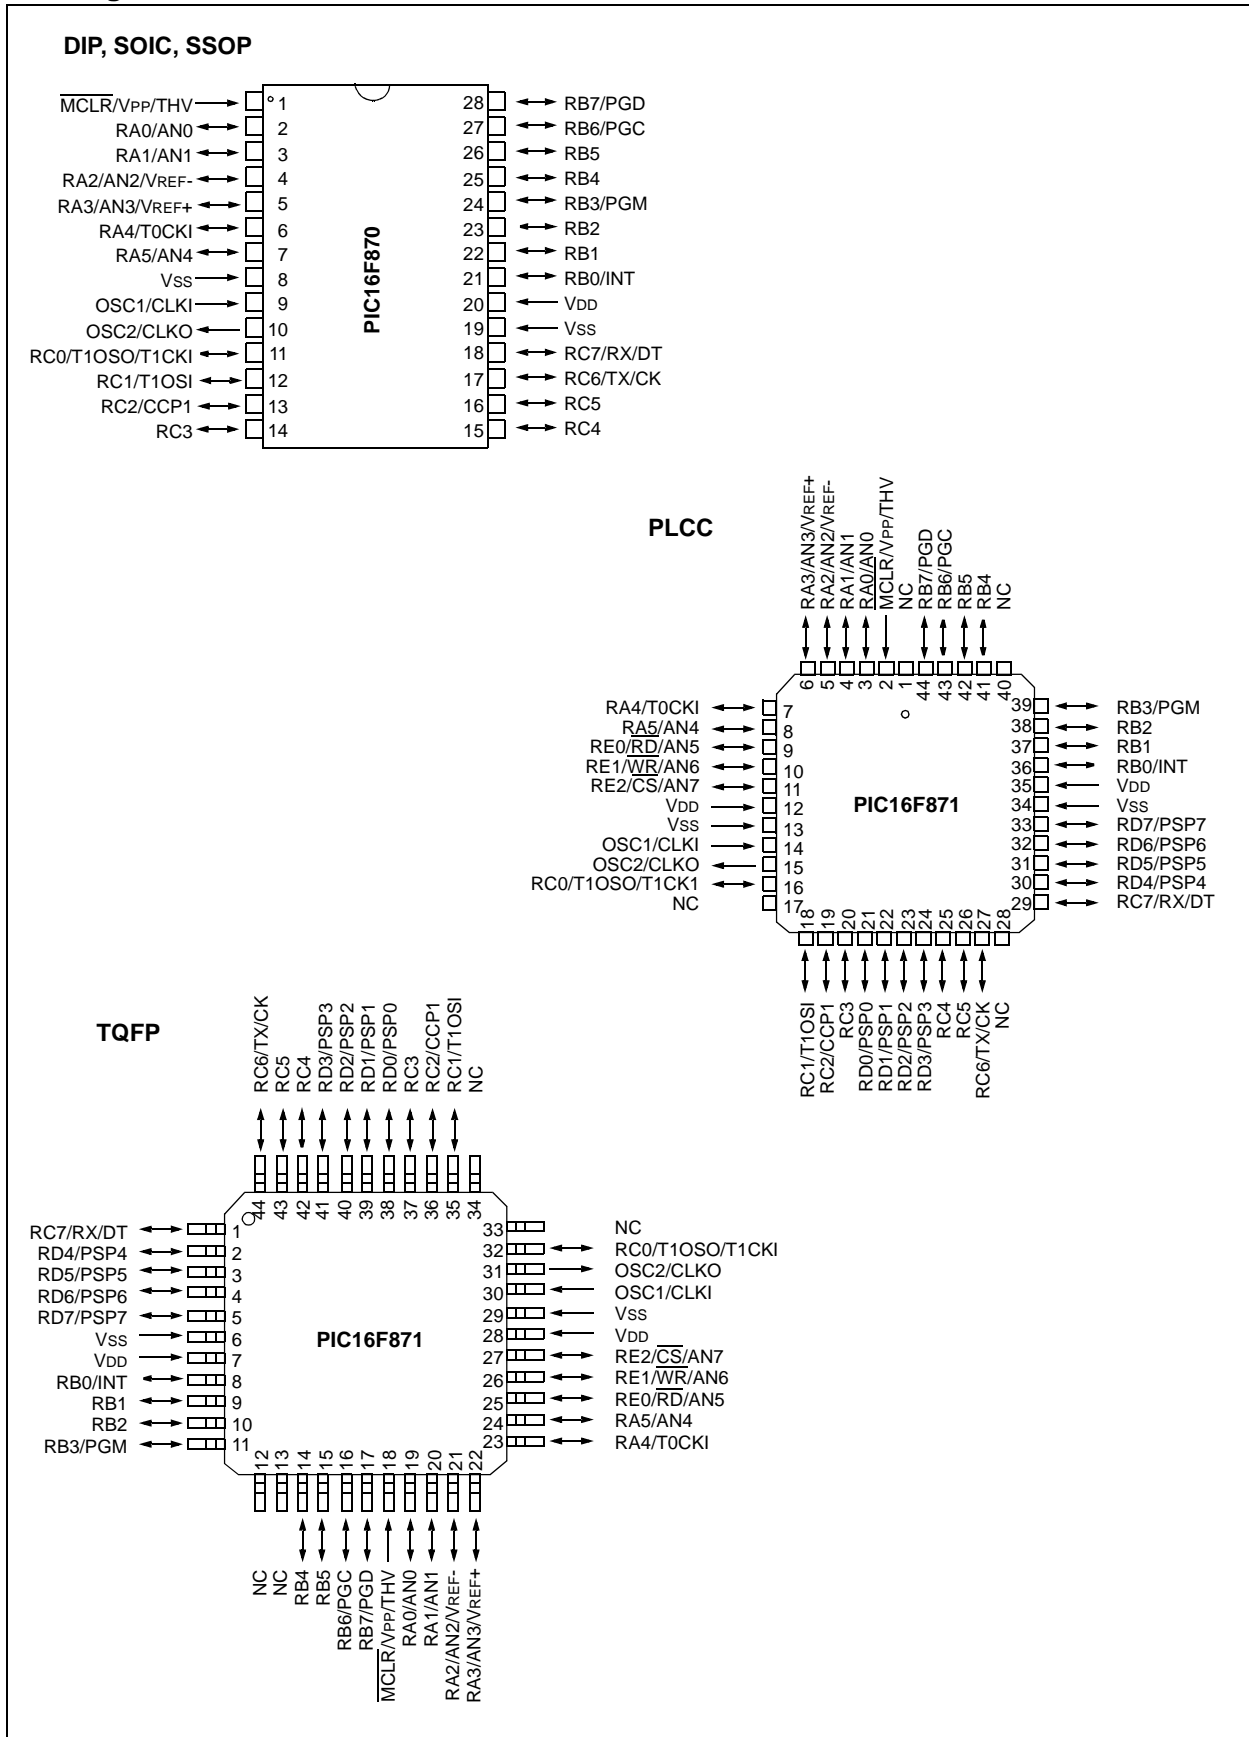 DIP, SOIC, SSOP
MCLR/VPP/THV 1 28 RB7/PGD
RA0/AN0 2 27 RB6/PGC
RA1/AN1 3 26 RB5
RA2/AN2/VREF- 4 25 RB4
RA3/AN3/VREF+ 5 24 RB3/PGM
RA4/T0CKI 6 23 RB2
RA5/AN4 7 22 RB1
VSS 8 21 RB0/INT
OSC1/CLKI 9 20 VDD
OSC2/CLKO 10 19 VSS
RC0/T1OSO/T1CKI 11 18 RC7/RX/DT
RC1/T1OSI 12 17 RC6/TX/CK
RC2/CCP1 13 16 RC5
RC3 14 15 RC4
PIC16F870
PLCC
RA3/AN3/VREF+ RA2/AN2/VREF- RA1/AN1 RA0/AN0 MCLR/VPP/THV NC RB7/PGD RB6/PGC RB5 RB4 NC
6 5 4 3 2 1 44 43 42 41 40
RA4/T0CKI 7 39 RB3/PGM
RA5/AN4 8 38 RB2
RE0/RD/AN5 9 37 RB1
RE1/WR/AN6 10 36 RB0/INT
RE2/CS/AN7 11 35 VDD
VDD 12 34 VSS
VSS 13 33 RD7/PSP7
OSC1/CLKI 14 32 RD6/PSP6
OSC2/CLKO 15 31 RD5/PSP5
RC0/T1OSO/T1CK1 16 30 RD4/PSP4
NC 17 29 RC7/RX/DT
PIC16F871
18 19 20 21 22 23 24 25 26 27 28
RC1/T1OSI RC2/CCP1 RC3 RD0/PSP0 RD1/PSP1 RD2/PSP2 RD3/PSP3 RC4 RC5 RC6/TX/CK NC
TQFP
RC6/TX/CK RC5 RC4 RD3/PSP3 RD2/PSP2 RD1/PSP1 RD0/PSP0 RC3 RC2/CCP1 RC1/T1OSI NC
44 43 42 41 40 39 38 37 36 35 34
RC7/RX/DT 1 33 NC
RD4/PSP4 2 32 RC0/T1OSO/T1CKI
RD5/PSP5 3 31 OSC2/CLKO
RD6/PSP6 4 30 OSC1/CLKI
RD7/PSP7 5 29 VSS
VSS 6 28 VDD
VDD 7 27 RE2/CS/AN7
RB0/INT 8 26 RE1/WR/AN6
RB1 9 25 RE0/RD/AN5
RB2 10 24 RA5/AN4
RB3/PGM 11 23 RA4/T0CKI
PIC16F871
12 13 14 15 16 17 18 19 20 21 22
NC NC RB4 RB5 RB6/PGC RB7/PGD MCLR/VPP/THV RA0/AN0 RA1/AN1 RA2/AN2/VREF- RA3/AN3/VREF+